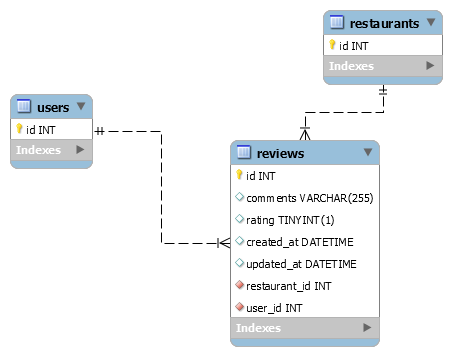 restaurants
id INT
Indexes
users
id INT
Indexes
reviews
id INT
comments VARCHAR(255)
rating TINYINT(1)
created_at DATETIME
updated_at DATETIME
restaurant_id INT
user_id INT
Indexes